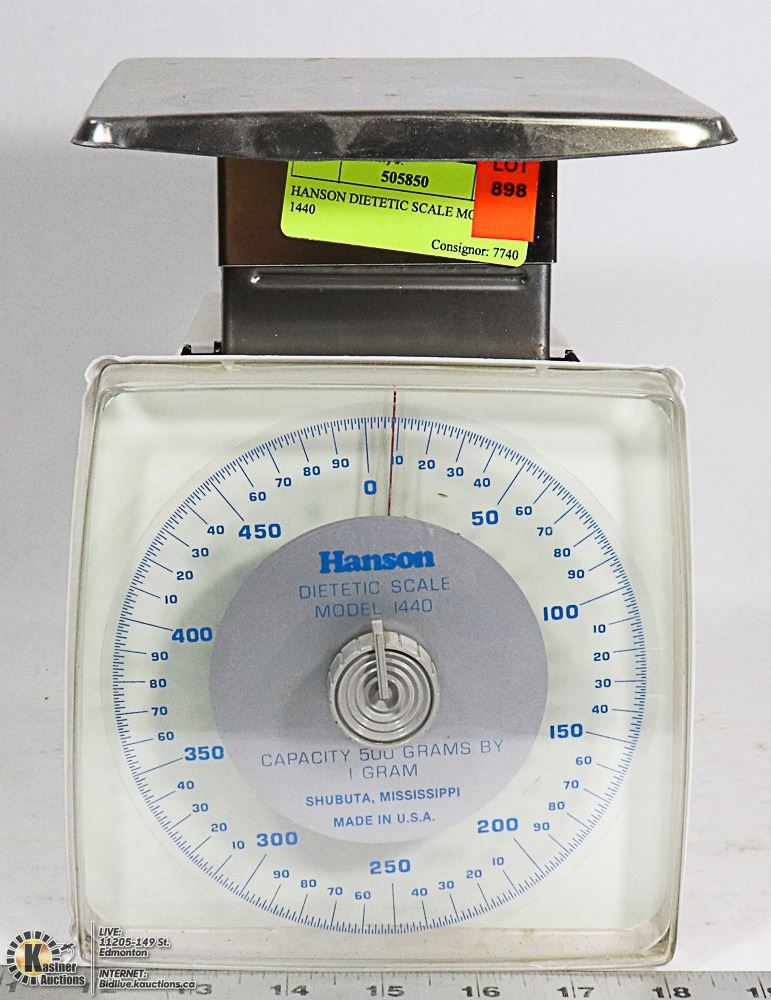 505850
LOT
898
HANSON DIETETIC SCALE
1440
Consignor: 7740
0
10
20
30
40
50
60
70
80
90
100
10
20
30
40
150
60
70
80
90
200
10
20
30
40
250
60
70
80
90
300
10
20
30
40
350
60
70
80
90
400
10
20
30
40
450
60
70
80
90
Hanson
DIETETIC SCALE
MODEL 1440
CAPACITY 500 GRAMS BY
1 GRAM
SHUBUTA, MISSISSIPPI
MADE IN U.S.A.
Kastner
Auctions
LIVE:
11205-149 St.
Edmonton
INTERNET:
Bidlive.kauctions.ca
13 14 15 16 17 18